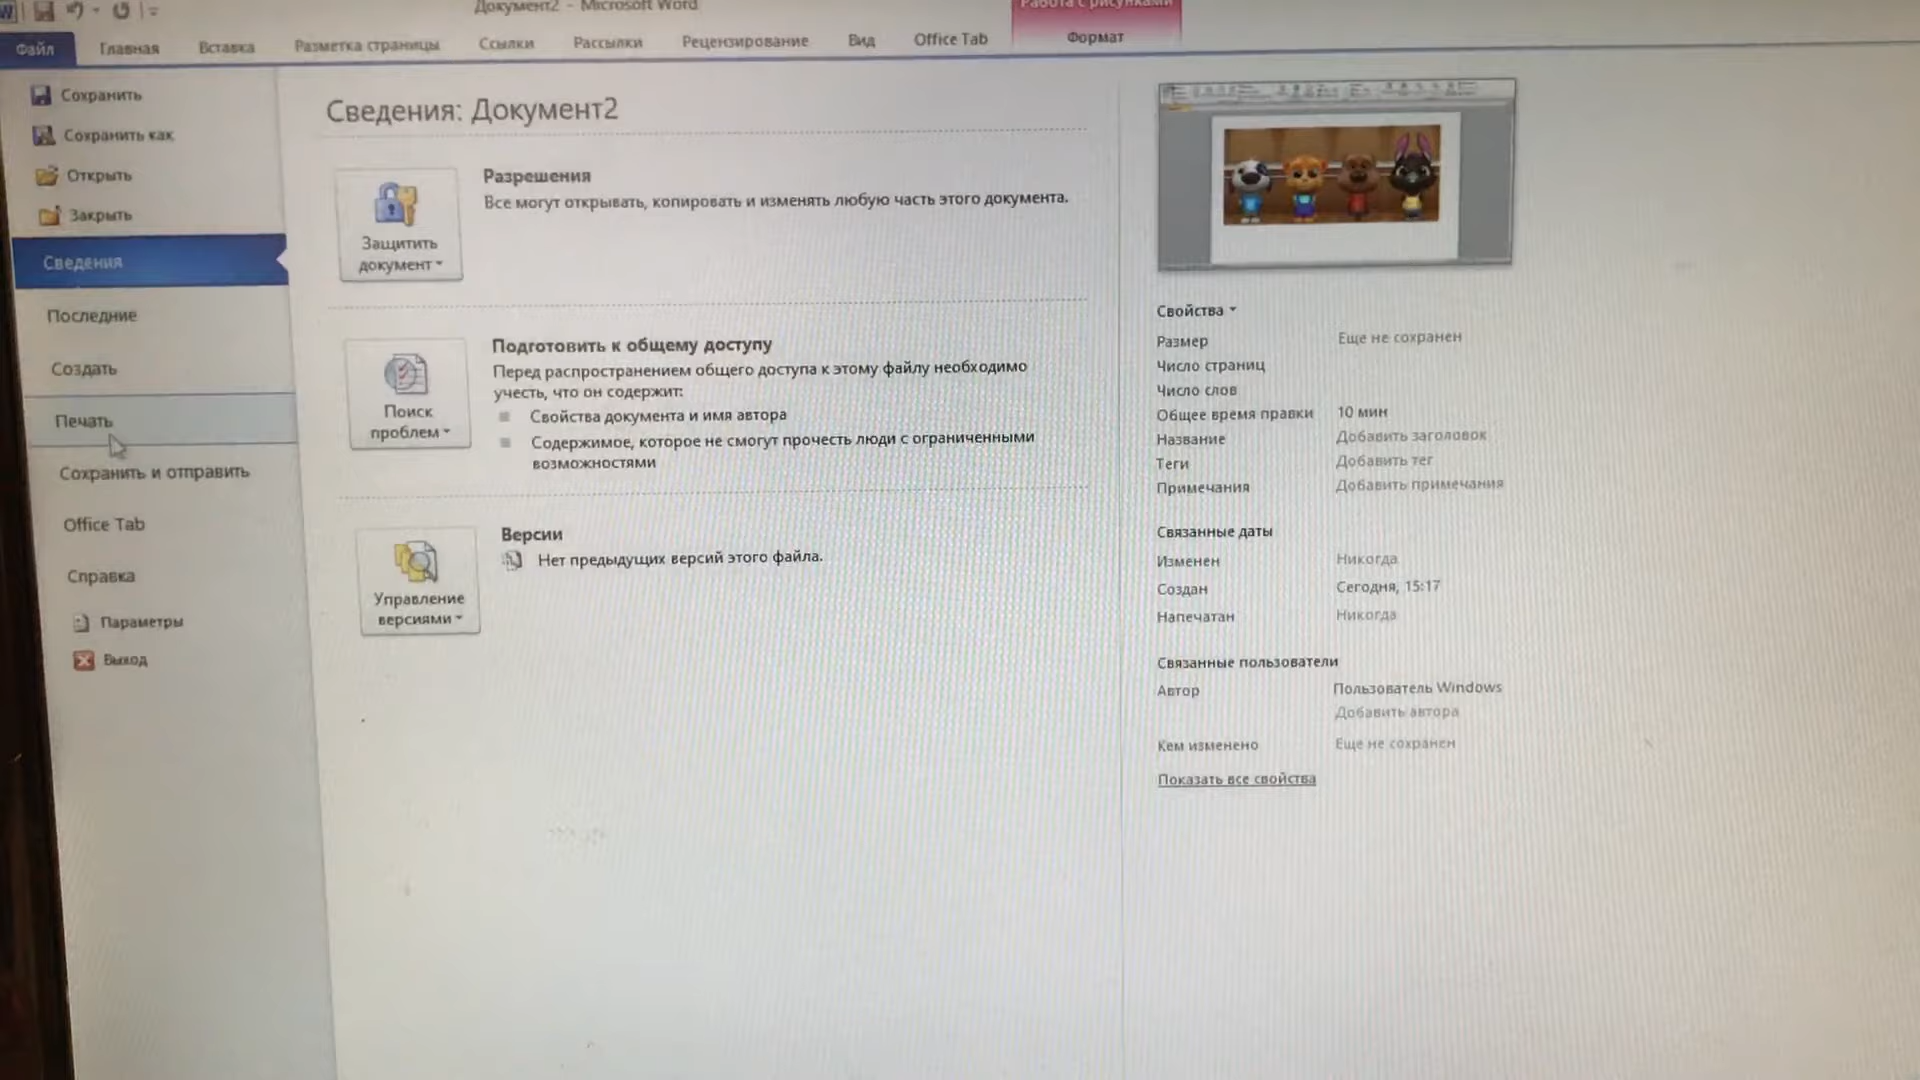 Документ2 - Microsoft Word
Работа с рисунками
Файл Главная Вставка Разметка страницы Ссылки Рассылки Рецензирование Вид Office Tab Формат
Сохранить
Сохранить как
Открыть
Закрыть
Сведения
Последние
Создать
Печать
Сохранить и отправить
Office Tab
Справка
Параметры
Выход
Сведения: Документ2
Защитить
документ
Разрешения
Все могут открывать, копировать и изменять любую часть этого документа.
Поиск
проблем
Подготовить к общему доступу
Перед распространением общего доступа к этому файлу необходимо
учесть, что он содержит:
Свойства документа и имя автора
Содержимое, которое не смогут прочесть люди с ограниченными
возможностями
Управление
версиями
Версии
Нет предыдущих версий этого файла.
Свойства
Размер Еще не сохранен
Число страниц
Число слов
Общее время правки 10 мин
Название Добавить заголовок
Теги Добавить тег
Примечания Добавить примечания
Связанные даты
Изменен Никогда
Создан Сегодня, 15:17
Напечатан Никогда
Связанные пользователи
Автор Пользователь Windows
Добавить автора
Кем изменено Еще не сохранен
Показать все свойства